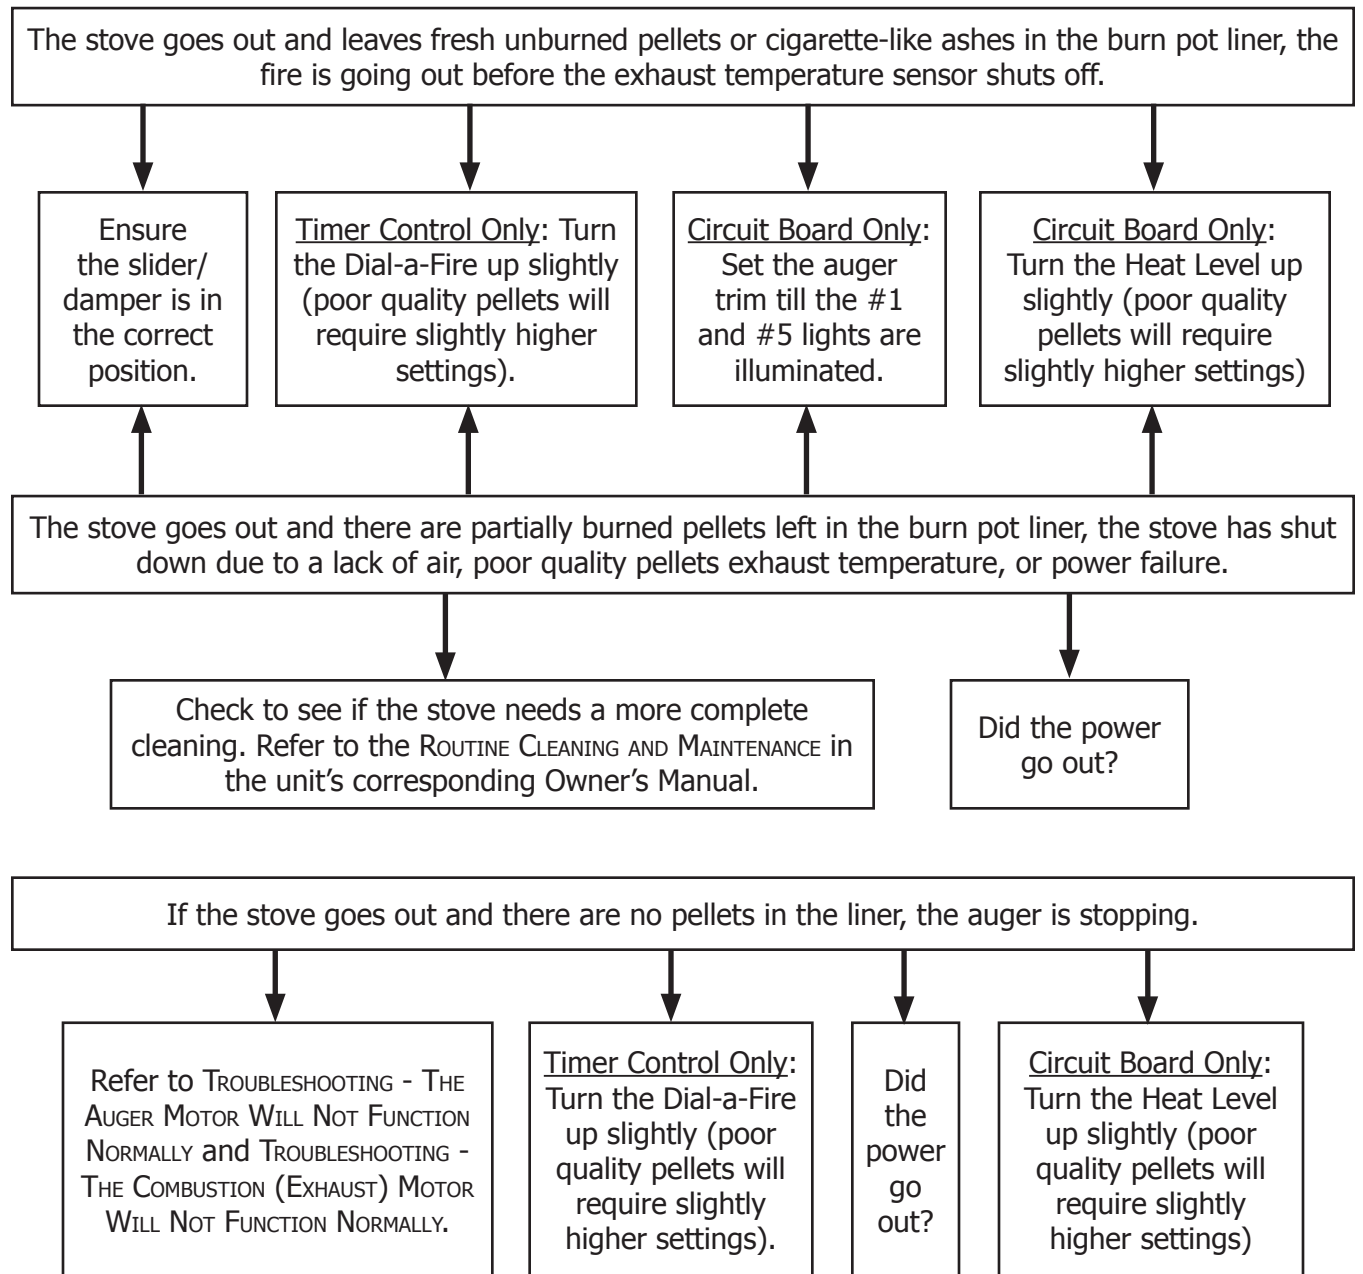 The stove goes out and leaves fresh unburned pellets or cigarette-like ashes in the burn pot liner, the
fire is going out before the exhaust temperature sensor shuts off.
Ensure
the slider/
damper is in
the correct
position.
Timer Control Only: Turn
the Dial-a-Fire up slightly
(poor quality pellets will
require slightly higher
settings).
Circuit Board Only:
Set the auger
trim till the #1
and #5 lights are
illuminated.
Circuit Board Only:
Turn the Heat Level up
slightly (poor quality
pellets will require
slightly higher settings)
The stove goes out and there are partially burned pellets left in the burn pot liner, the stove has shut
down due to a lack of air, poor quality pellets exhaust temperature, or power failure.
Check to see if the stove needs a more complete
cleaning. Refer to the Routine Cleaning and Maintenance in
the unit's corresponding Owner's Manual.
Did the power
go out?
If the stove goes out and there are no pellets in the liner, the auger is stopping.
Refer to Troubleshooting - The
Auger Motor Will Not Function
Normally and Troubleshooting -
The Combustion (Exhaust) Motor
Will Not Function Normally.
Timer Control Only:
Turn the Dial-a-Fire
up slightly (poor
quality pellets will
require slightly
higher settings).
Did
the
power
go
out?
Circuit Board Only:
Turn the Heat Level
up slightly (poor
quality pellets will
require slightly
higher settings)